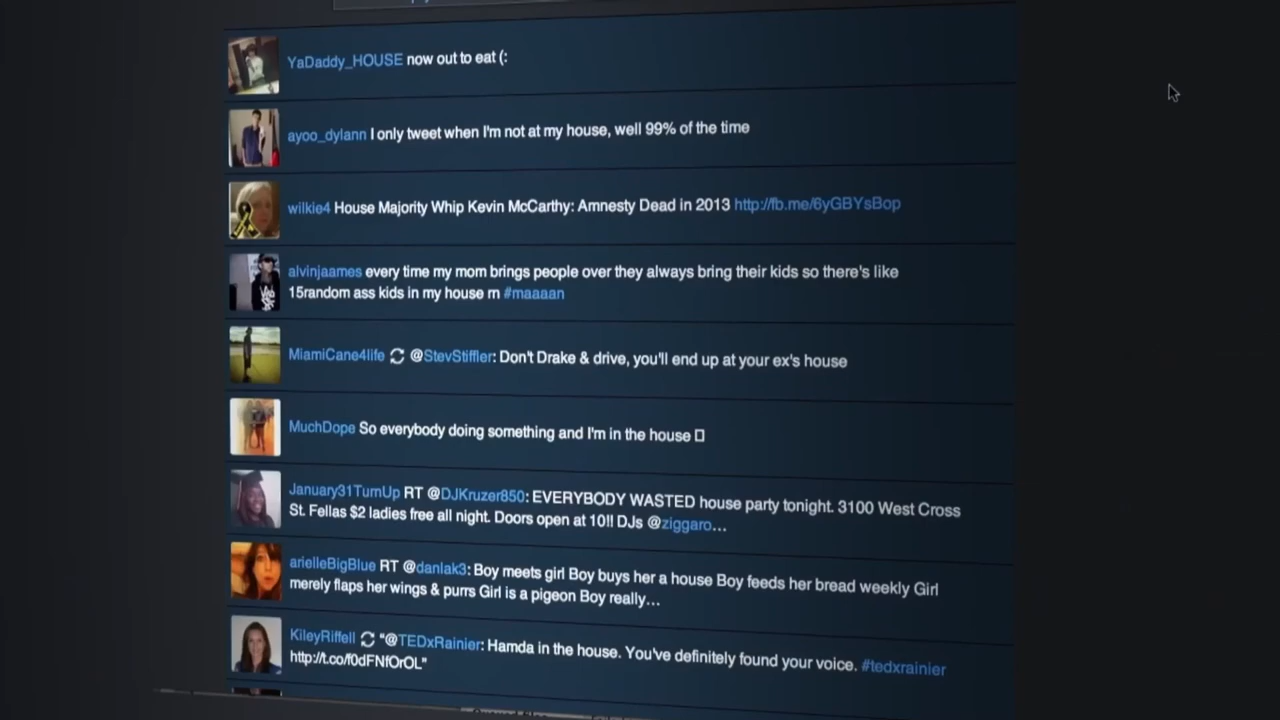 YaDaddy_HOUSE now out to eat (:
ayoo_dylann I only tweet when I'm not at my house, well 99% of the time
wilkie4 House Majority Whip Kevin McCarthy: Amnesty Dead in 2013 http://fb.me/6yGBYsBop
alvinjaames every time my mom brings people over they always bring their kids so there's like
15random ass kids in my house rn #maaaan
MiamiCane4life @StevStiffler: Don't Drake & drive, you'll end up at your ex's house
MuchDope So everybody doing something and I'm in the house
January31TurnUp RT @DJKruzer850: EVERYBODY WASTED house party tonight. 3100 West Cross
St. Fellas $2 ladies free all night. Doors open at 10!! DJs @ziggaro…
arielleBigBlue RT @danlak3: Boy meets girl Boy buys her a house Boy feeds her bread weekly Girl
merely flaps her wings & purrs Girl is a pigeon Boy really…
KileyRiffell "@TEDxRainier: Hamda in the house. You've definitely found your voice. #tedxrainier
http://t.co/f0dFNfOrOL"